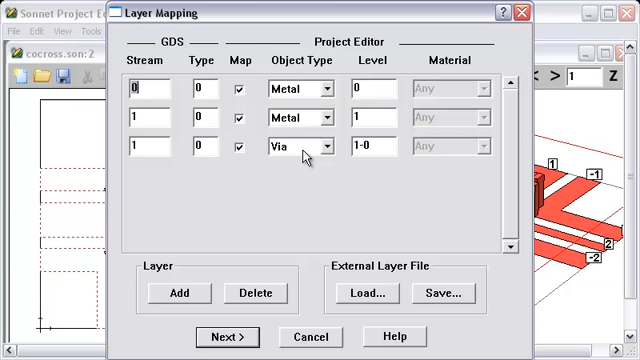 Sonnet Project E
Layer Mapping
File Edit View Tools
cocross.son:2
GDS Project Editor
Stream Type Map Object Type Level Material
0 0 Metal 0 Any
1 0 Metal 1 Any
1 0 Via 1-0 Any
< > 1 Z
1 -1
2
-2
Layer External Layer File
Add Delete Load... Save...
Next > Cancel Help